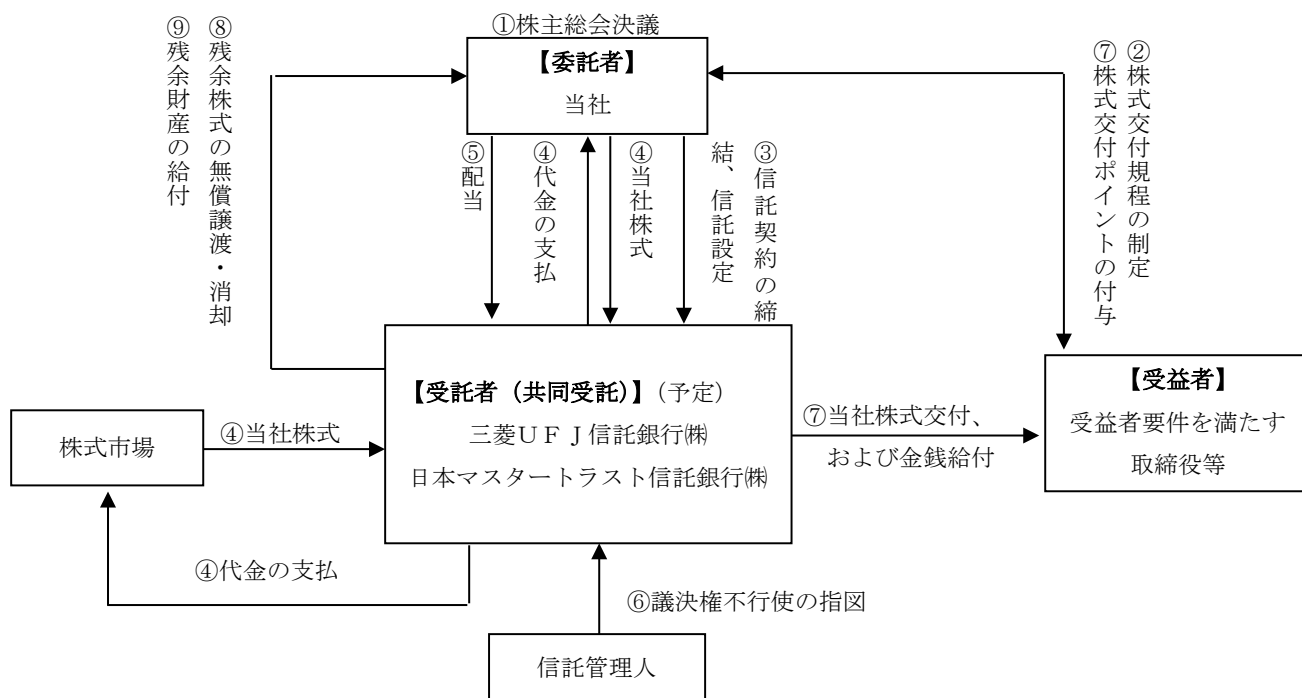 ①株主総会決議
【委託者】
当社
⑨残余財産の給付
⑧残余株式の無償譲渡・消却
⑤配当
④代金の支払
④当社株式
③信託契約の締
結、信託設定
②株式交付規程の制定
⑦株式交付ポイントの付与
【受託者（共同受託）】（予定）
三菱ＵＦＪ信託銀行㈱
日本マスタートラスト信託銀行㈱
【受益者】
受益者要件を満たす
取締役等
株式市場
④当社株式
⑦当社株式交付、
および金銭給付
④代金の支払
⑥議決権不行使の指図
信託管理人